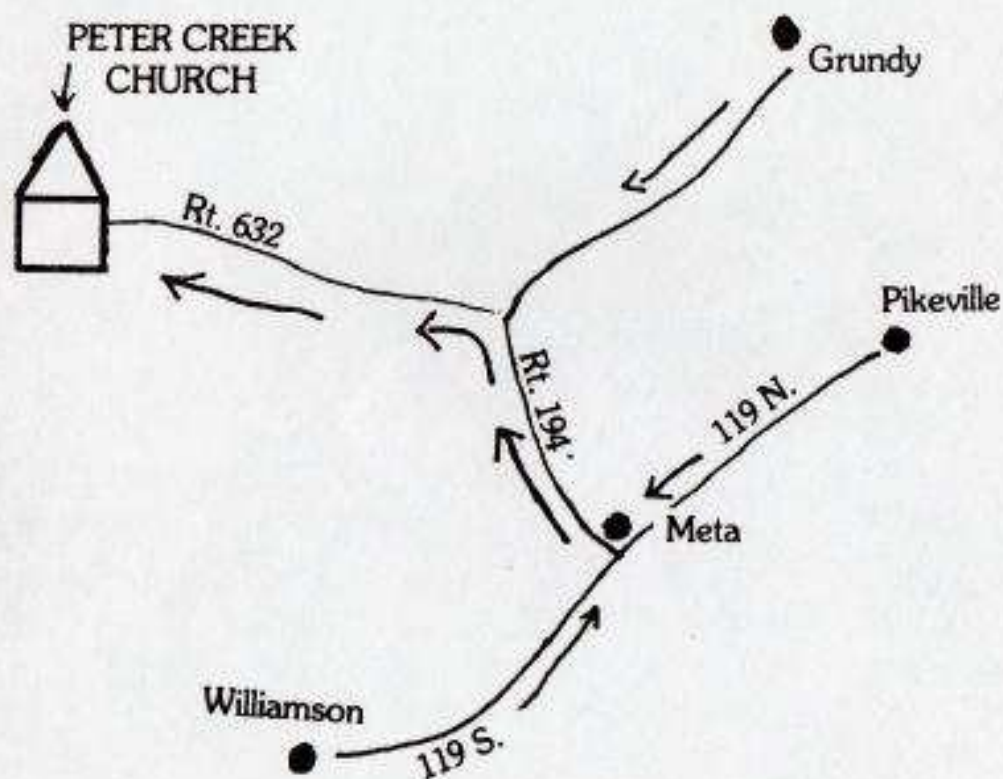 PETER CREEK
CHURCH
Grundy
Rt. 632
Pikeville
Rt. 194'
119 N.
Meta
Williamson
119 S.